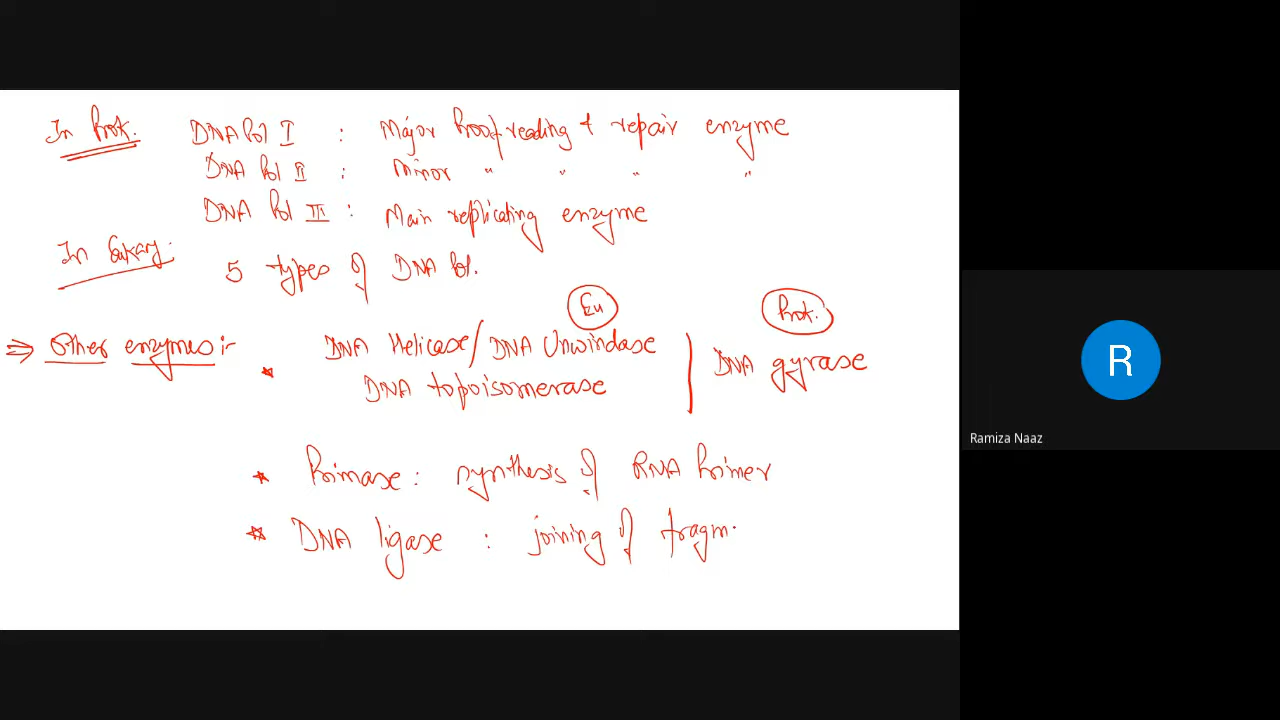 In Prok. DNA Pol I : Major Proofreading & repair enzyme
DNA Pol II : Minor " " " "
DNA Pol III : Main replicating enzyme
In Eukary. 5 types of DNA Pol.
Eu Prok.
⇒ Other enzymes :-
* DNA Helicase / DNA Unwindase | DNA gyrase
DNA topoisomerase
* Primase : synthesis of RNA Primer
* DNA ligase : joining of fragm.
R
Ramiza Naaz